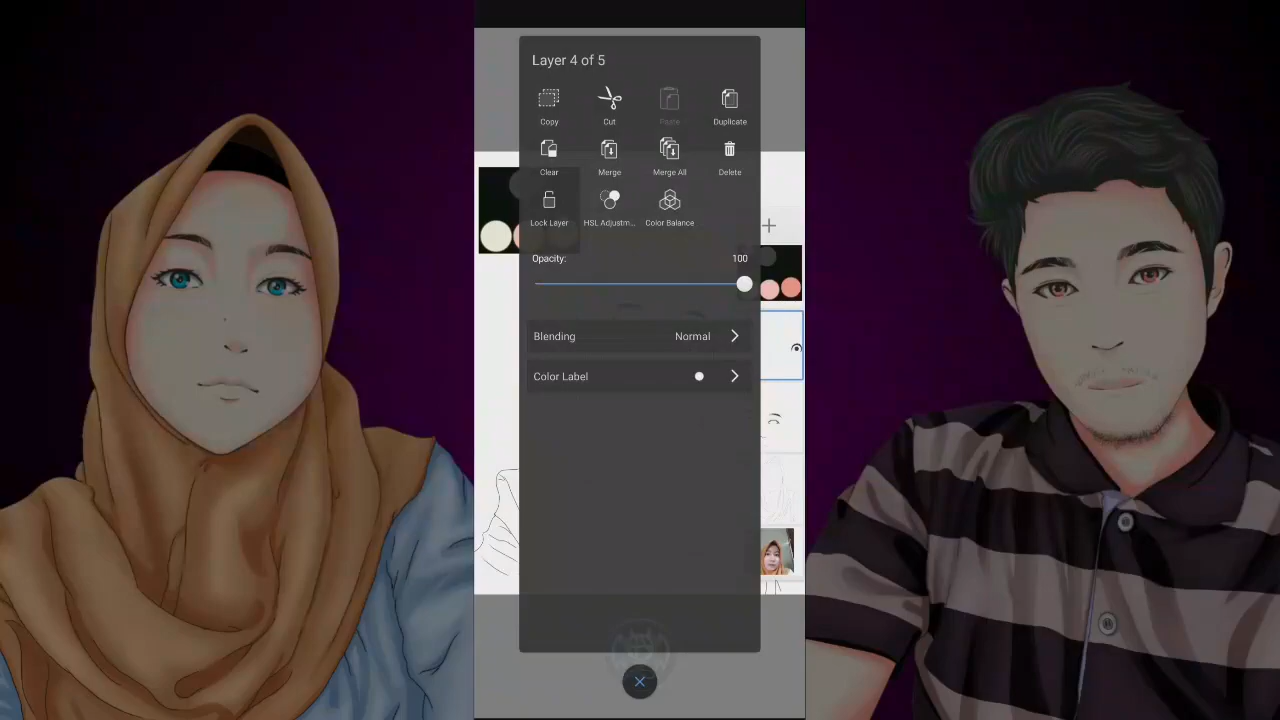 Layer 4 of 5
Copy Cut Paste Duplicate
Clear Merge Merge All Delete
Lock Layer HSL Adjustm... Color Balance
Opacity: 100
Blending Normal
Color Label